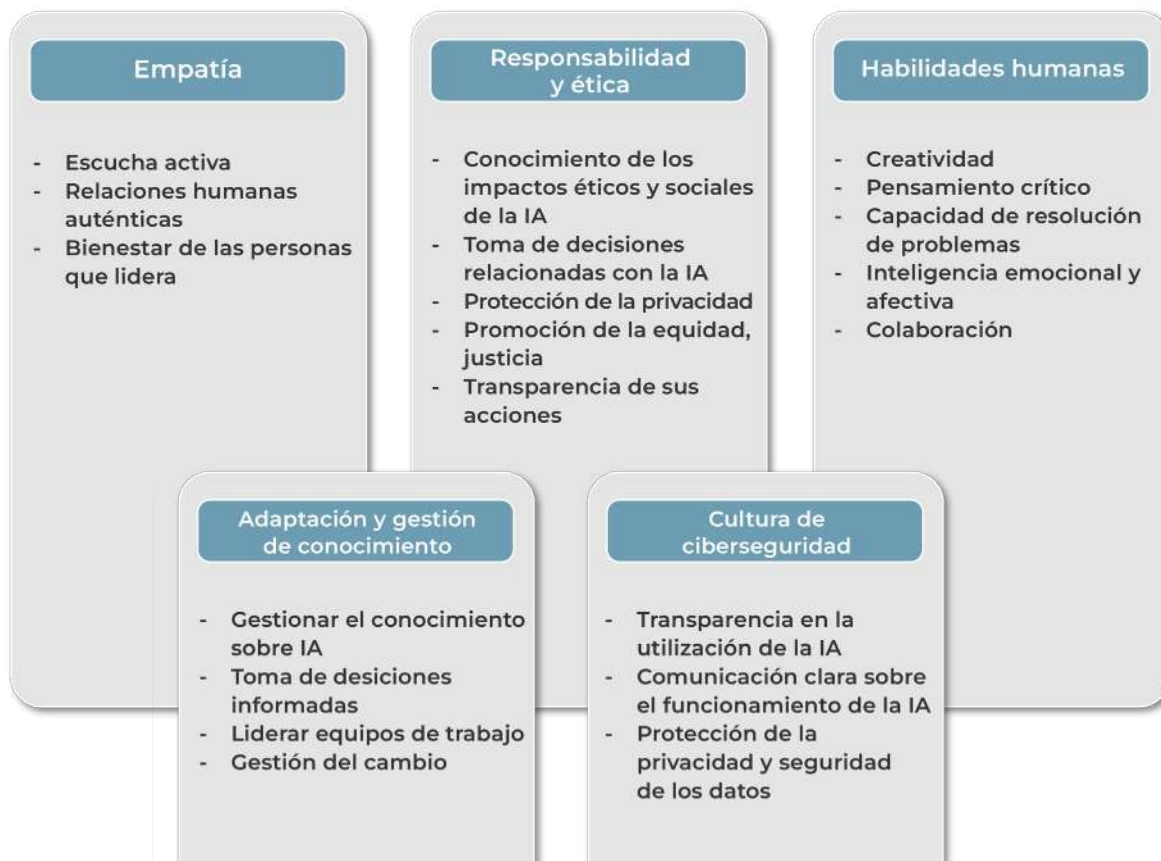 Empatía
- Escucha activa
- Relaciones humanas
auténticas
- Bienestar de las personas
que lidera
Responsabilidad
y ética
- Conocimiento de los
impactos éticos y sociales
de la IA
- Toma de decisiones
relacionadas con la IA
- Protección de la privacidad
- Promoción de la equidad,
justicia
- Transparencia de sus
acciones
Habilidades humanas
- Creatividad
- Pensamiento crítico
- Capacidad de resolución
de problemas
- Inteligencia emocional y
afectiva
- Colaboración
Adaptación y gestión
de conocimiento
- Gestionar el conocimiento
sobre IA
- Toma de desiciones
informadas
- Liderar equipos de trabajo
- Gestión del cambio
Cultura de
ciberseguridad
- Transparencia en la
utilización de la IA
- Comunicación clara sobre
el funcionamiento de la IA
- Protección de la
privacidad y seguridad
de los datos